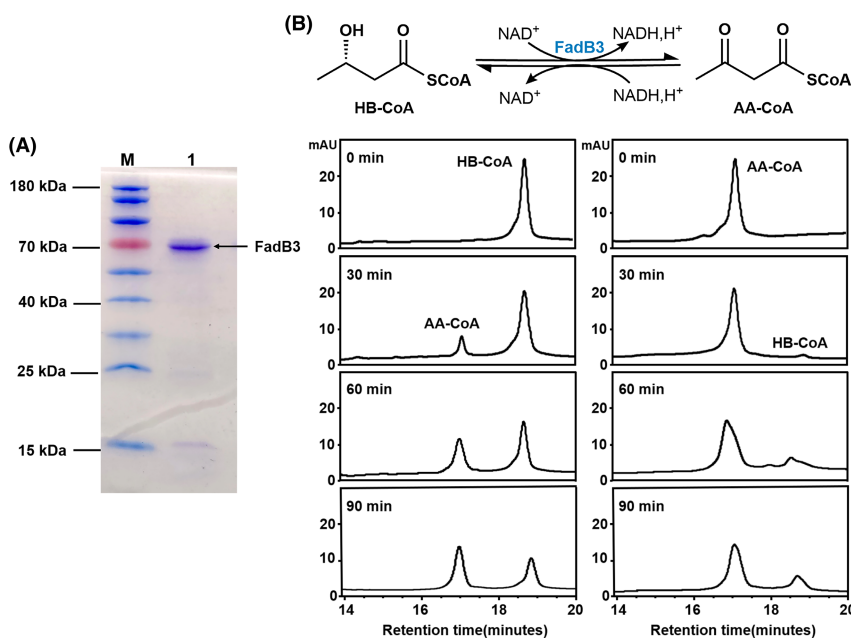 (A)
M 1
180 kDa
70 kDa
FadB3
40 kDa
25 kDa
15 kDa
(B)
OH O
SCoA
HB-CoA
NAD+ NADH,H+
FadB3
NAD+ NADH,H+
O O
SCoA
AA-CoA
mAU
0 min
HB-CoA
20
10
0
30 min
AA-CoA
20
10
0
60 min
20
10
0
90 min
20
10
0
14 16 18 20
Retention time(minutes)
mAU
0 min
AA-CoA
20
10
0
30 min
HB-CoA
20
10
0
60 min
20
10
0
90 min
20
10
0
14 16 18 20
Retention time(minutes)